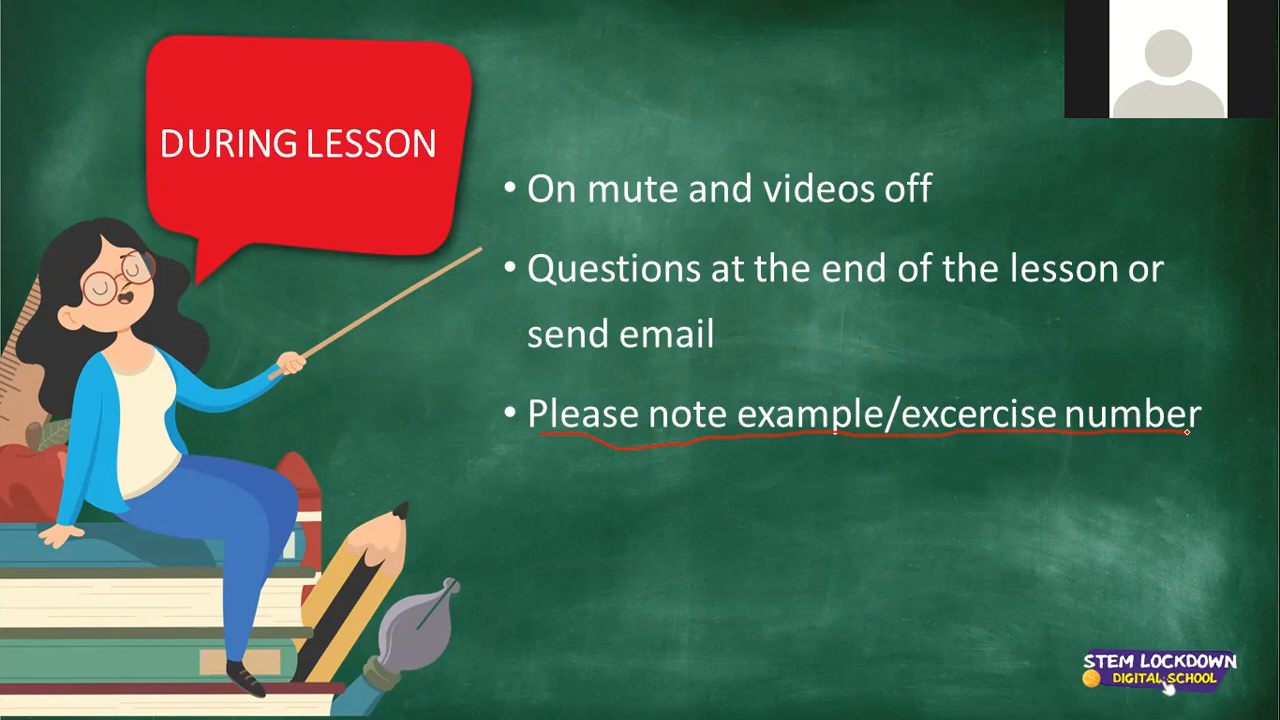 DURING LESSON
• On mute and videos off
• Questions at the end of the lesson or
send email
• Please note example/excercise number
STEM LOCKDOWN
DIGITAL SCHOOL